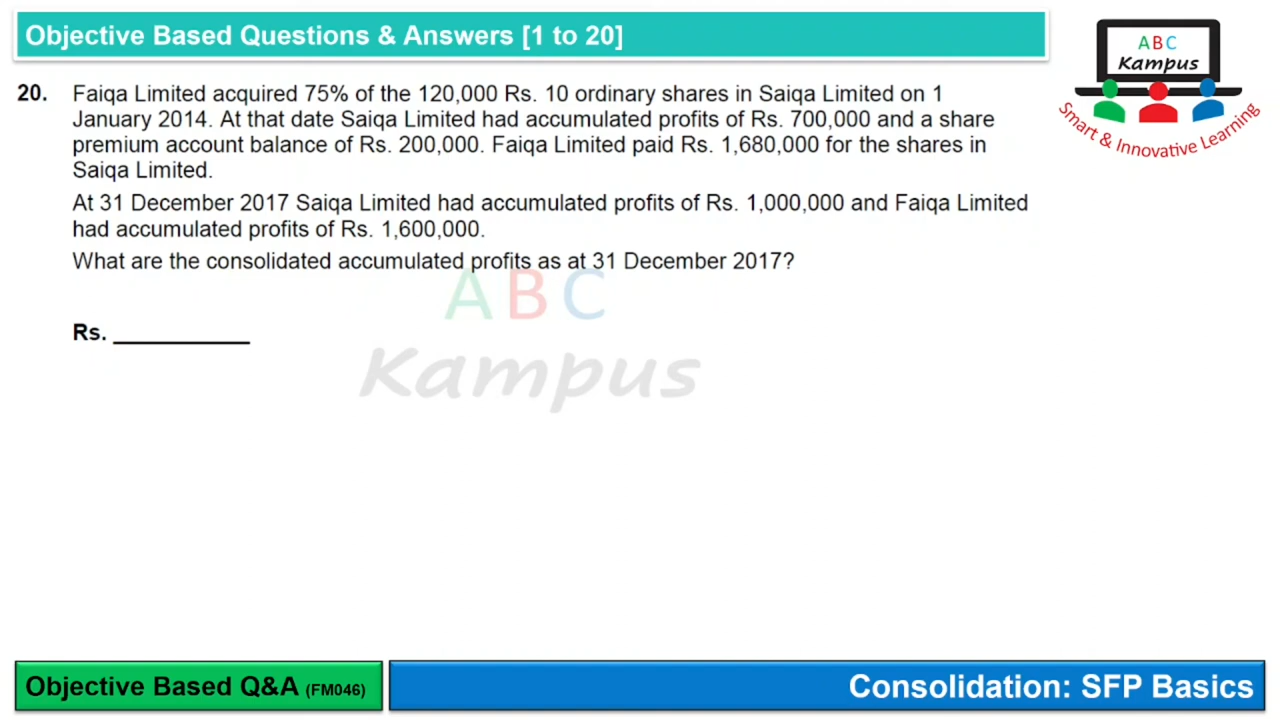 Objective Based Questions & Answers [1 to 20]
ABC
Kampus
Smart & Innovative Learning
20. Faiqa Limited acquired 75% of the 120,000 Rs. 10 ordinary shares in Saiqa Limited on 1
January 2014. At that date Saiqa Limited had accumulated profits of Rs. 700,000 and a share
premium account balance of Rs. 200,000. Faiqa Limited paid Rs. 1,680,000 for the shares in
Saiqa Limited.
At 31 December 2017 Saiqa Limited had accumulated profits of Rs. 1,000,000 and Faiqa Limited
had accumulated profits of Rs. 1,600,000.
What are the consolidated accumulated profits as at 31 December 2017?
ABC
Rs. ___________
Kampus
Objective Based Q&A (FM046)
Consolidation: SFP Basics